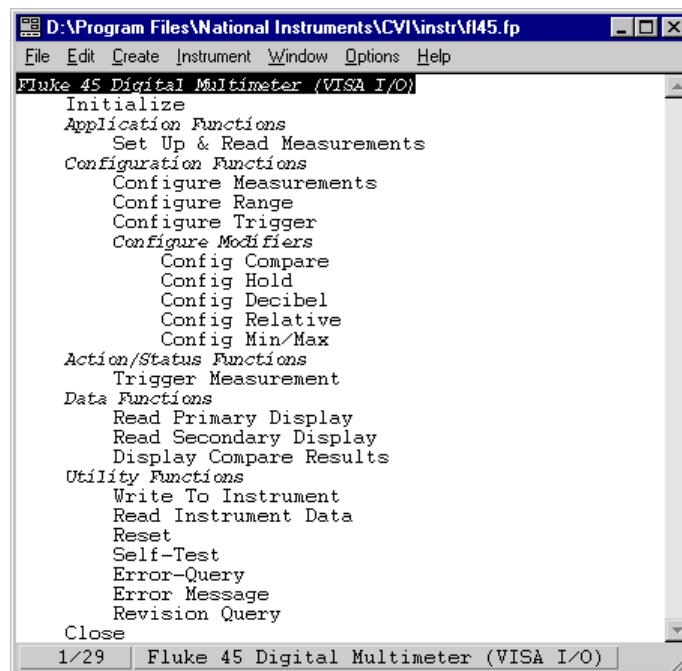 D:\Program Files\National Instruments\CVI\instr\fl45.fp
File Edit Create Instrument Window Options Help
Fluke 45 Digital Multimeter (VISA I/O)
Initialize
Application Functions
Set Up & Read Measurements
Configuration Functions
Configure Measurements
Configure Range
Configure Trigger
Configure Modifiers
Config Compare
Config Hold
Config Decibel
Config Relative
Config Min/Max
Action/Status Functions
Trigger Measurement
Data Functions
Read Primary Display
Read Secondary Display
Display Compare Results
Utility Functions
Write To Instrument
Read Instrument Data
Reset
Self-Test
Error-Query
Error Message
Revision Query
Close
1/29 Fluke 45 Digital Multimeter (VISA I/O)